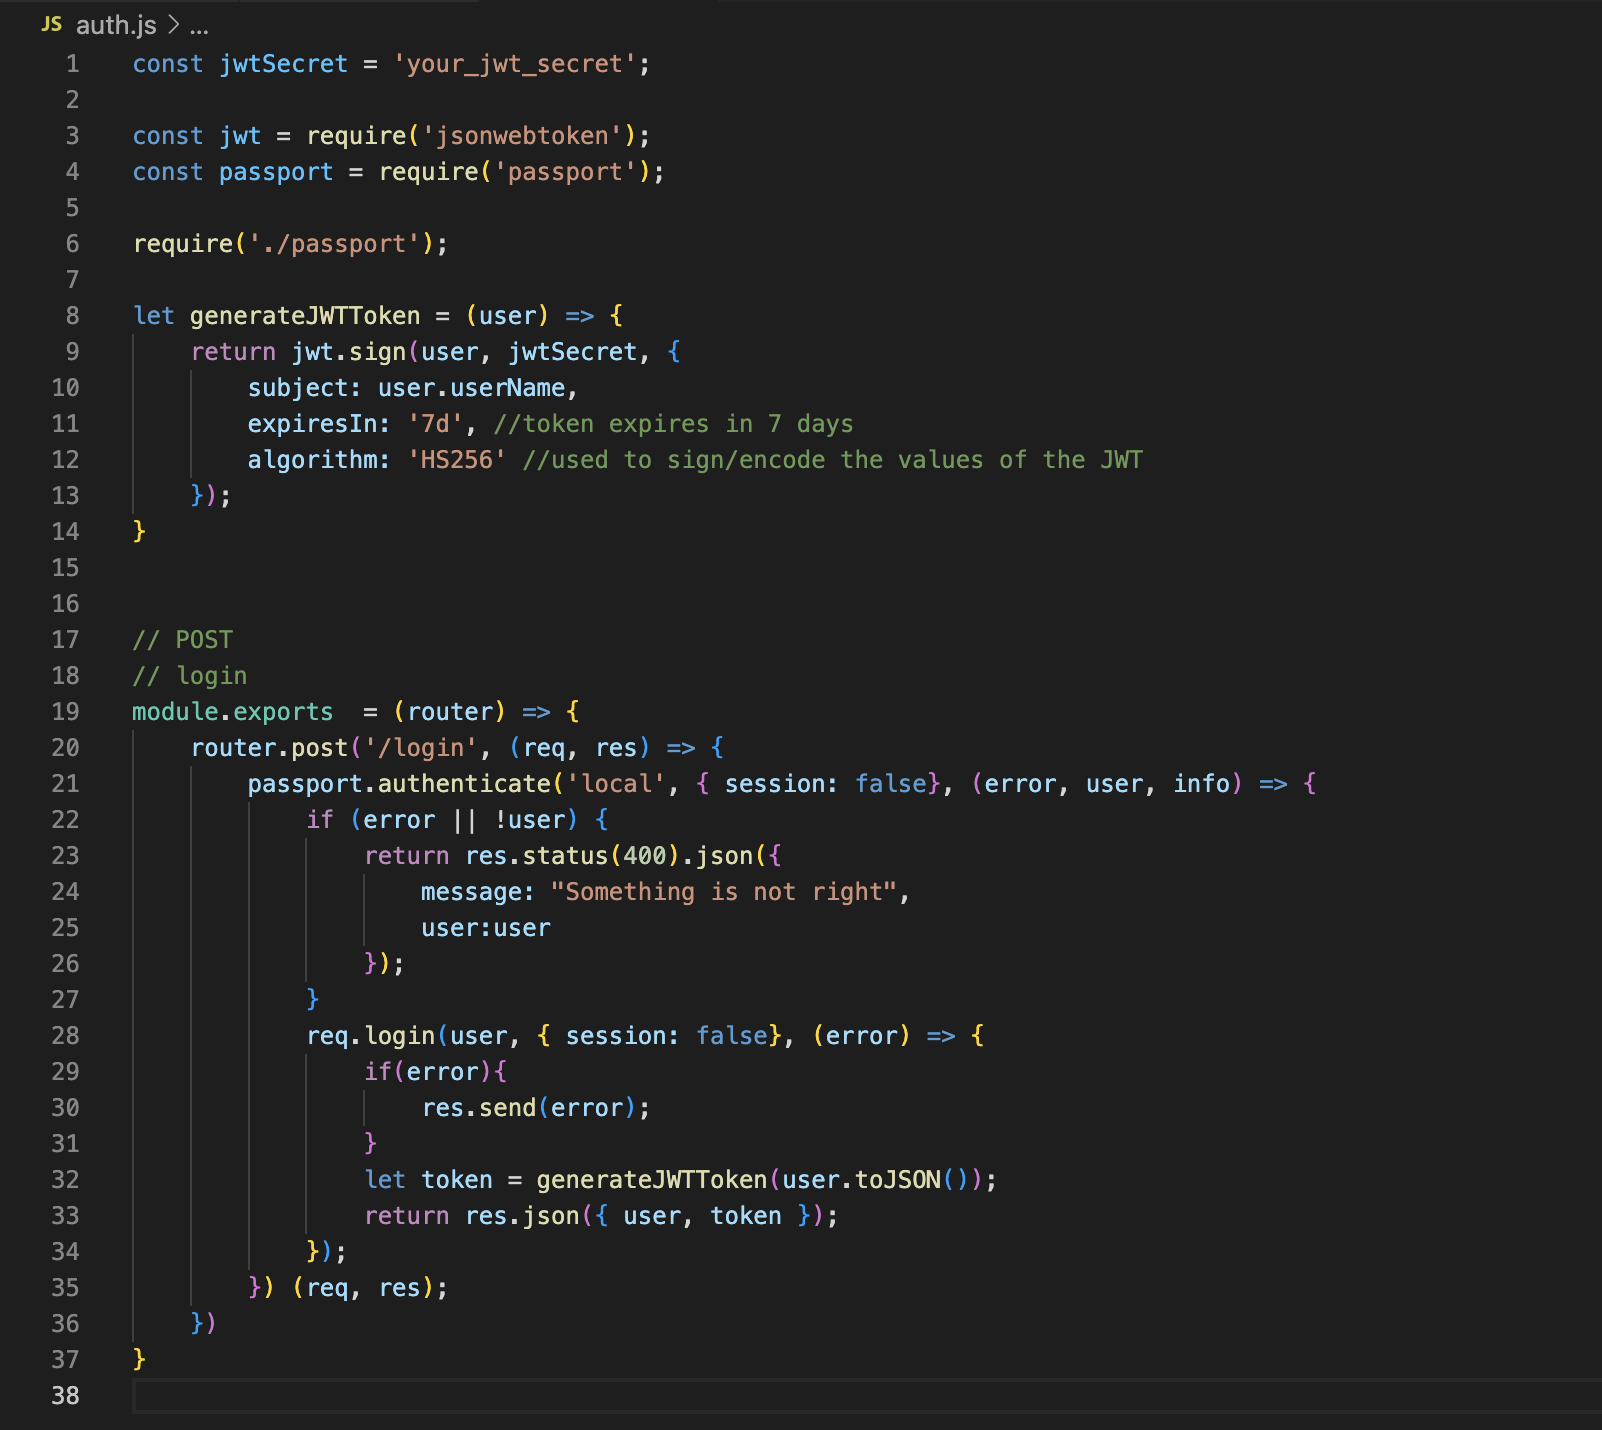 JS auth.js > ...
1 const jwtSecret = 'your_jwt_secret';
2
3 const jwt = require('jsonwebtoken');
4 const passport = require('passport');
5
6 require('./passport');
7
8 let generateJWTToken = (user) => {
9     return jwt.sign(user, jwtSecret, {
10         subject: user.userName,
11         expiresIn: '7d', //token expires in 7 days
12         algorithm: 'HS256' //used to sign/encode the values of the JWT
13     });
14 }
15
16
17 // POST
18 // login
19 module.exports  = (router) => {
20     router.post('/login', (req, res) => {
21         passport.authenticate('local', { session: false}, (error, user, info) => {
22             if (error || !user) {
23                 return res.status(400).json({
24                     message: "Something is not right",
25                     user:user
26                 });
27             }
28             req.login(user, { session: false}, (error) => {
29                 if(error){
30                     res.send(error);
31                 }
32                 let token = generateJWTToken(user.toJSON());
33                 return res.json({ user, token });
34             });
35         }) (req, res);
36     })
37 }
38